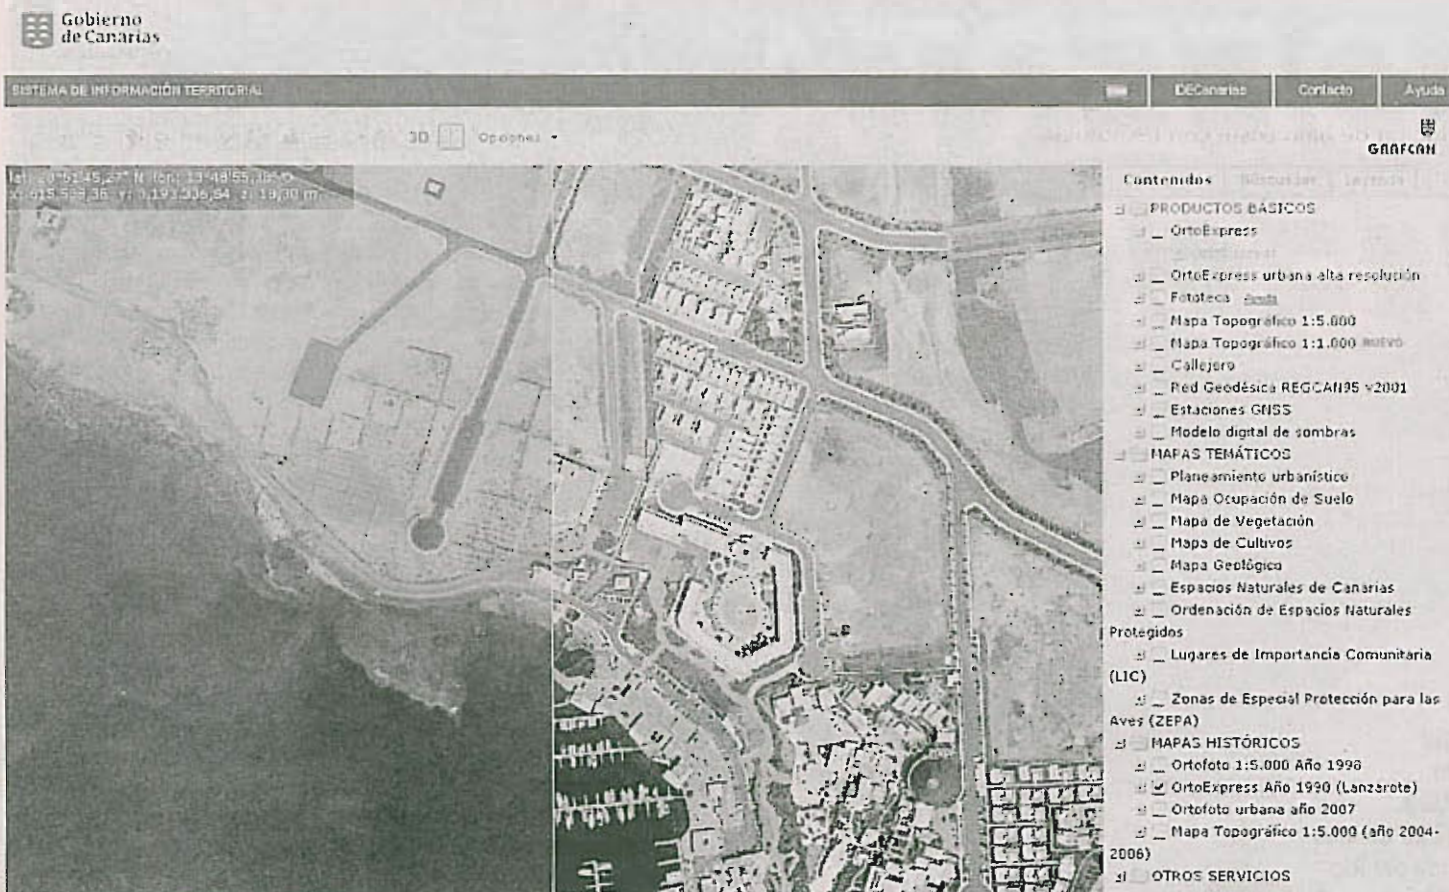 Gobierno
de Canarias
SISTEMA DE INFORMACIÓN TERRITORIAL
IDECanarias
Contacto
Ayuda
3D
Opciones
GRAFCAN
Contenidos
PRODUCTOS BÁSICOS
OrtoExpress
OrtoExpress urbana alta resolución
Fototeca
Mapa Topográfico 1:5.000
Mapa Topográfico 1:1.000 NUEVO
Callejero
Red Geodésica REGCAN95 v2001
Estaciones GNSS
Modelo digital de sombras
MAPAS TEMÁTICOS
Planeamiento urbanístico
Mapa Ocupación de Suelo
Mapa de Vegetación
Mapa de Cultivos
Mapa Geológico
Espacios Naturales de Canarias
Ordenación de Espacios Naturales
Protegidos
Lugares de Importancia Comunitaria
(LIC)
Zonas de Especial Protección para las
Aves (ZEPA)
MAPAS HISTÓRICOS
Ortofoto 1:5.000 Año 1998
OrtoExpress Año 1990 (Lanzarote)
Ortofoto urbana año 2007
Mapa Topográfico 1:5.000 (año 2004-
2006)
OTROS SERVICIOS